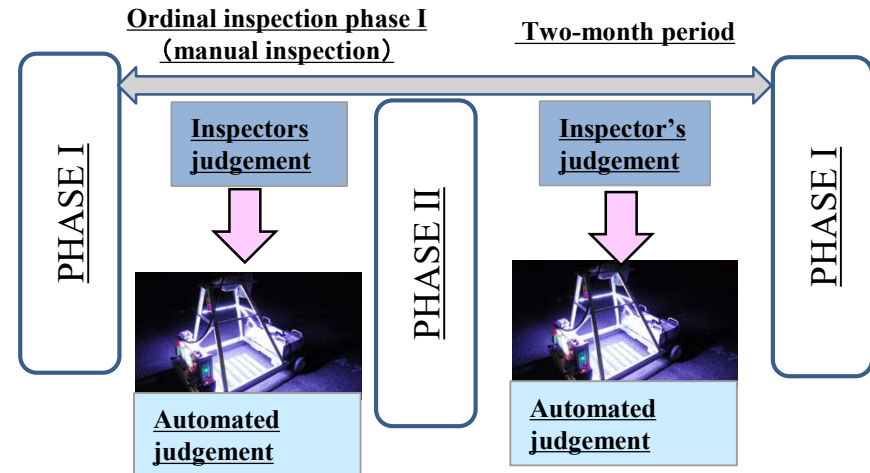 Ordinal inspection phase I
（manual inspection）
Two-month period
PHASE I
Inspectors
judgement
PHASE II
Inspector’s
judgement
PHASE I
Automated
judgement
Automated
judgement